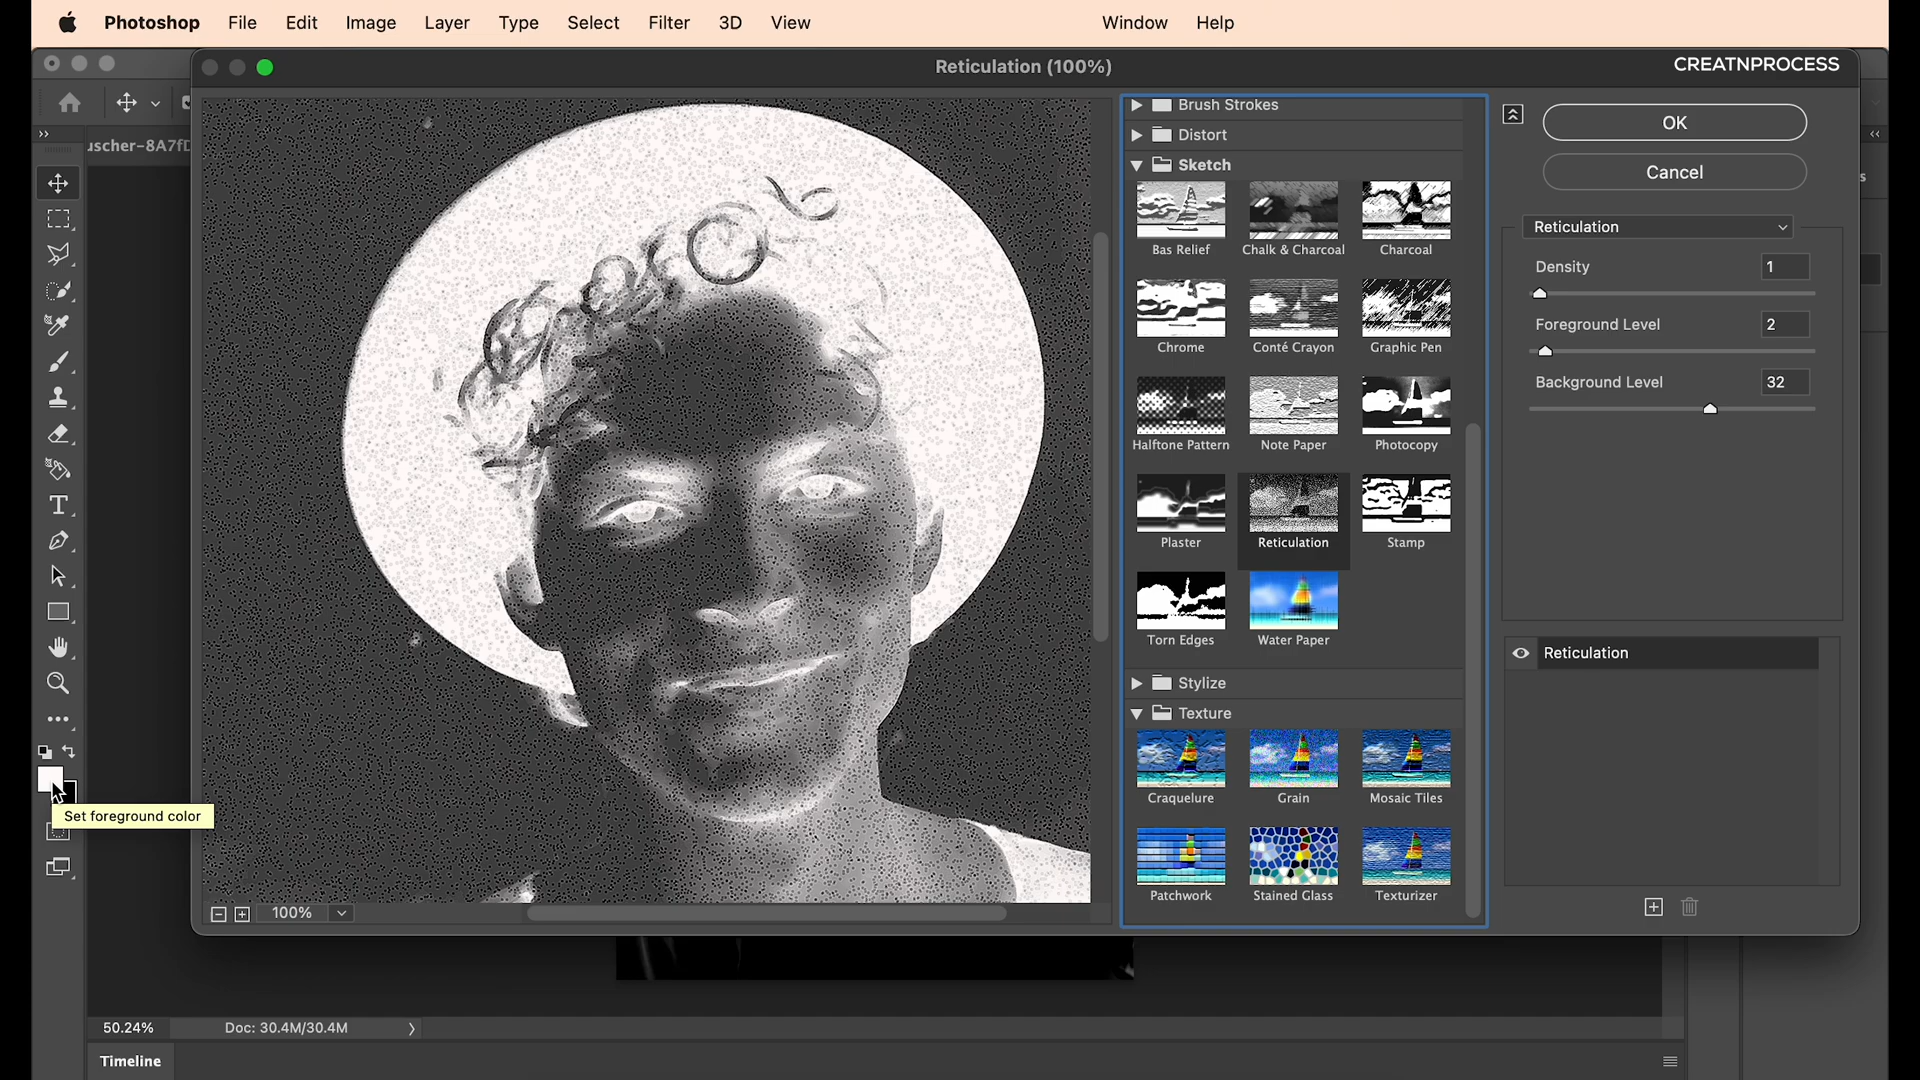 Photoshop File Edit Image Layer Type Select Filter 3D View Window Help
Reticulation (100%)
CREATNPROCESS
uscher-8A7fD
Brush Strokes
Distort
Sketch
Bas Relief Chalk & Charcoal Charcoal
Chrome Conté Crayon Graphic Pen
Halftone Pattern Note Paper Photocopy
Plaster Reticulation Stamp
Torn Edges Water Paper
Stylize
Texture
Craquelure Grain Mosaic Tiles
Patchwork Stained Glass Texturizer
OK
Cancel
Reticulation
Density 1
Foreground Level 2
Background Level 32
Reticulation
s
Set foreground color
100%
50.24% Doc: 30.4M/30.4M
Timeline